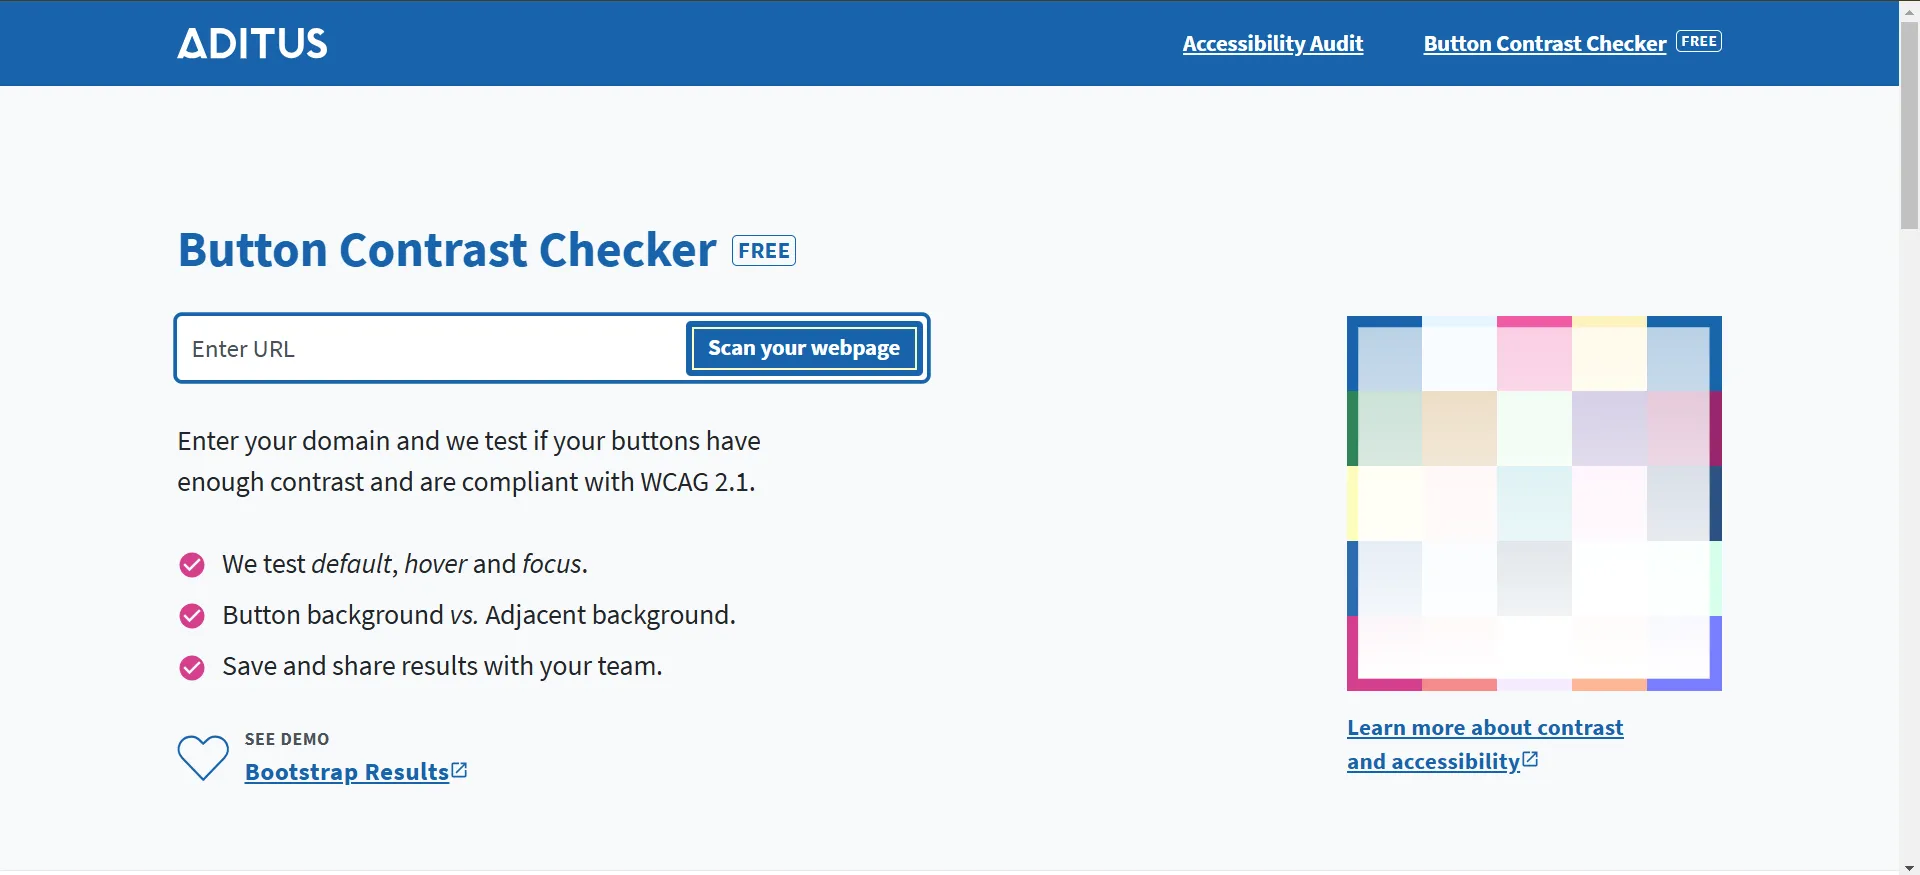 ADITUS
Accessibility Audit
Button Contrast Checker FREE
Button Contrast Checker FREE
Enter URL
Scan your webpage
Enter your domain and we test if your buttons have
enough contrast and are compliant with WCAG 2.1.
We test default, hover and focus.
Button background vs. Adjacent background.
Save and share results with your team.
SEE DEMO
Bootstrap Results
Learn more about contrast
and accessibility